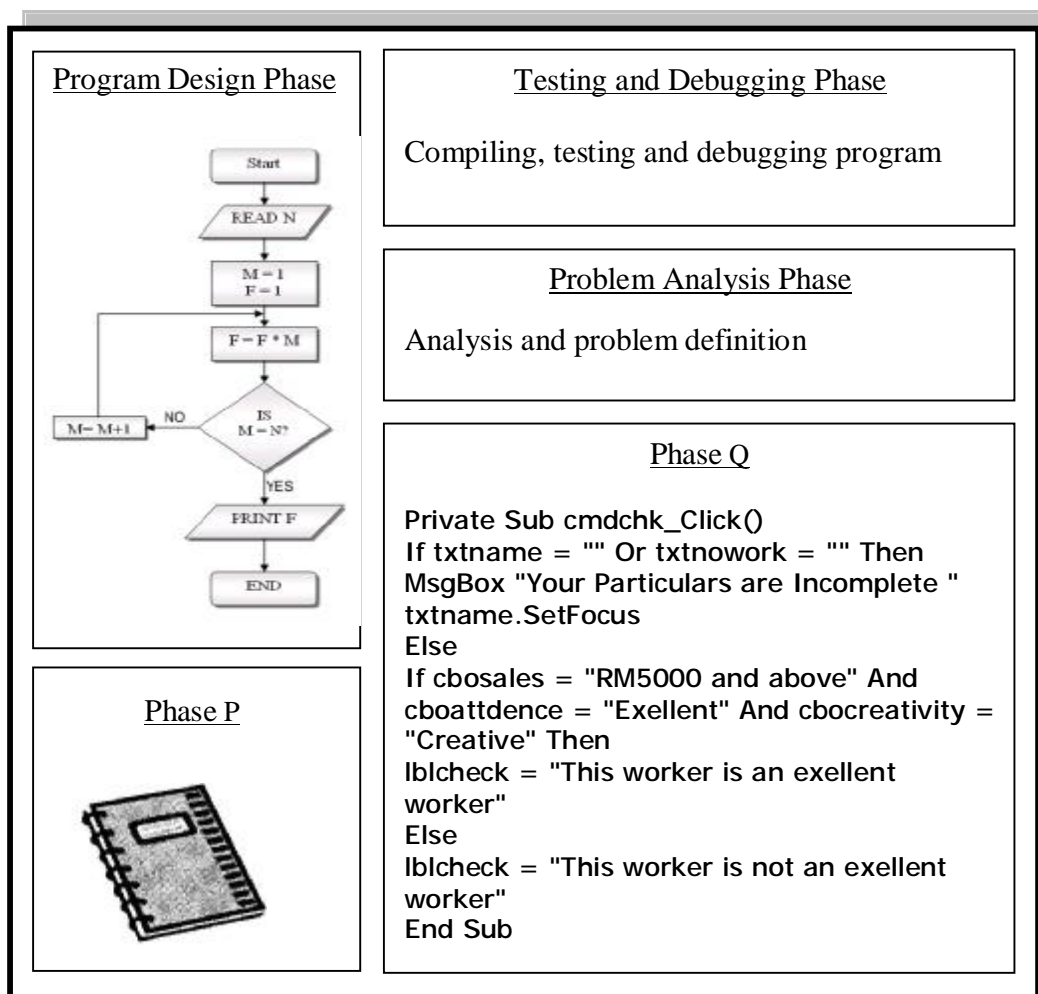 Program Design Phase
Start
READ N
M = 1
F = 1
F = F * M
IS
M = N?
NO
M= M+1
YES
PRINT F
END
Phase P
Testing and Debugging Phase
Compiling, testing and debugging program
Problem Analysis Phase
Analysis and problem definition
Phase Q
Private Sub cmdchk_Click()
If txtname = "" Or txtnowork = "" Then
MsgBox "Your Particulars are Incomplete "
txtname.SetFocus
Else
If cbosales = "RM5000 and above" And
cboattdence = "Exellent" And cbocreativity =
"Creative" Then
lblcheck = "This worker is an exellent
worker"
Else
lblcheck = "This worker is not an exellent
worker"
End Sub